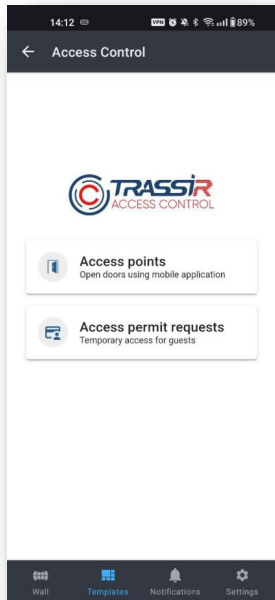 14:12 VPN 89%
Access Control
TRASSIR
ACCESS CONTROL
Access points
Open doors using mobile application
Access permit requests
Temporary access for guests
Wall Templates Notifications Settings